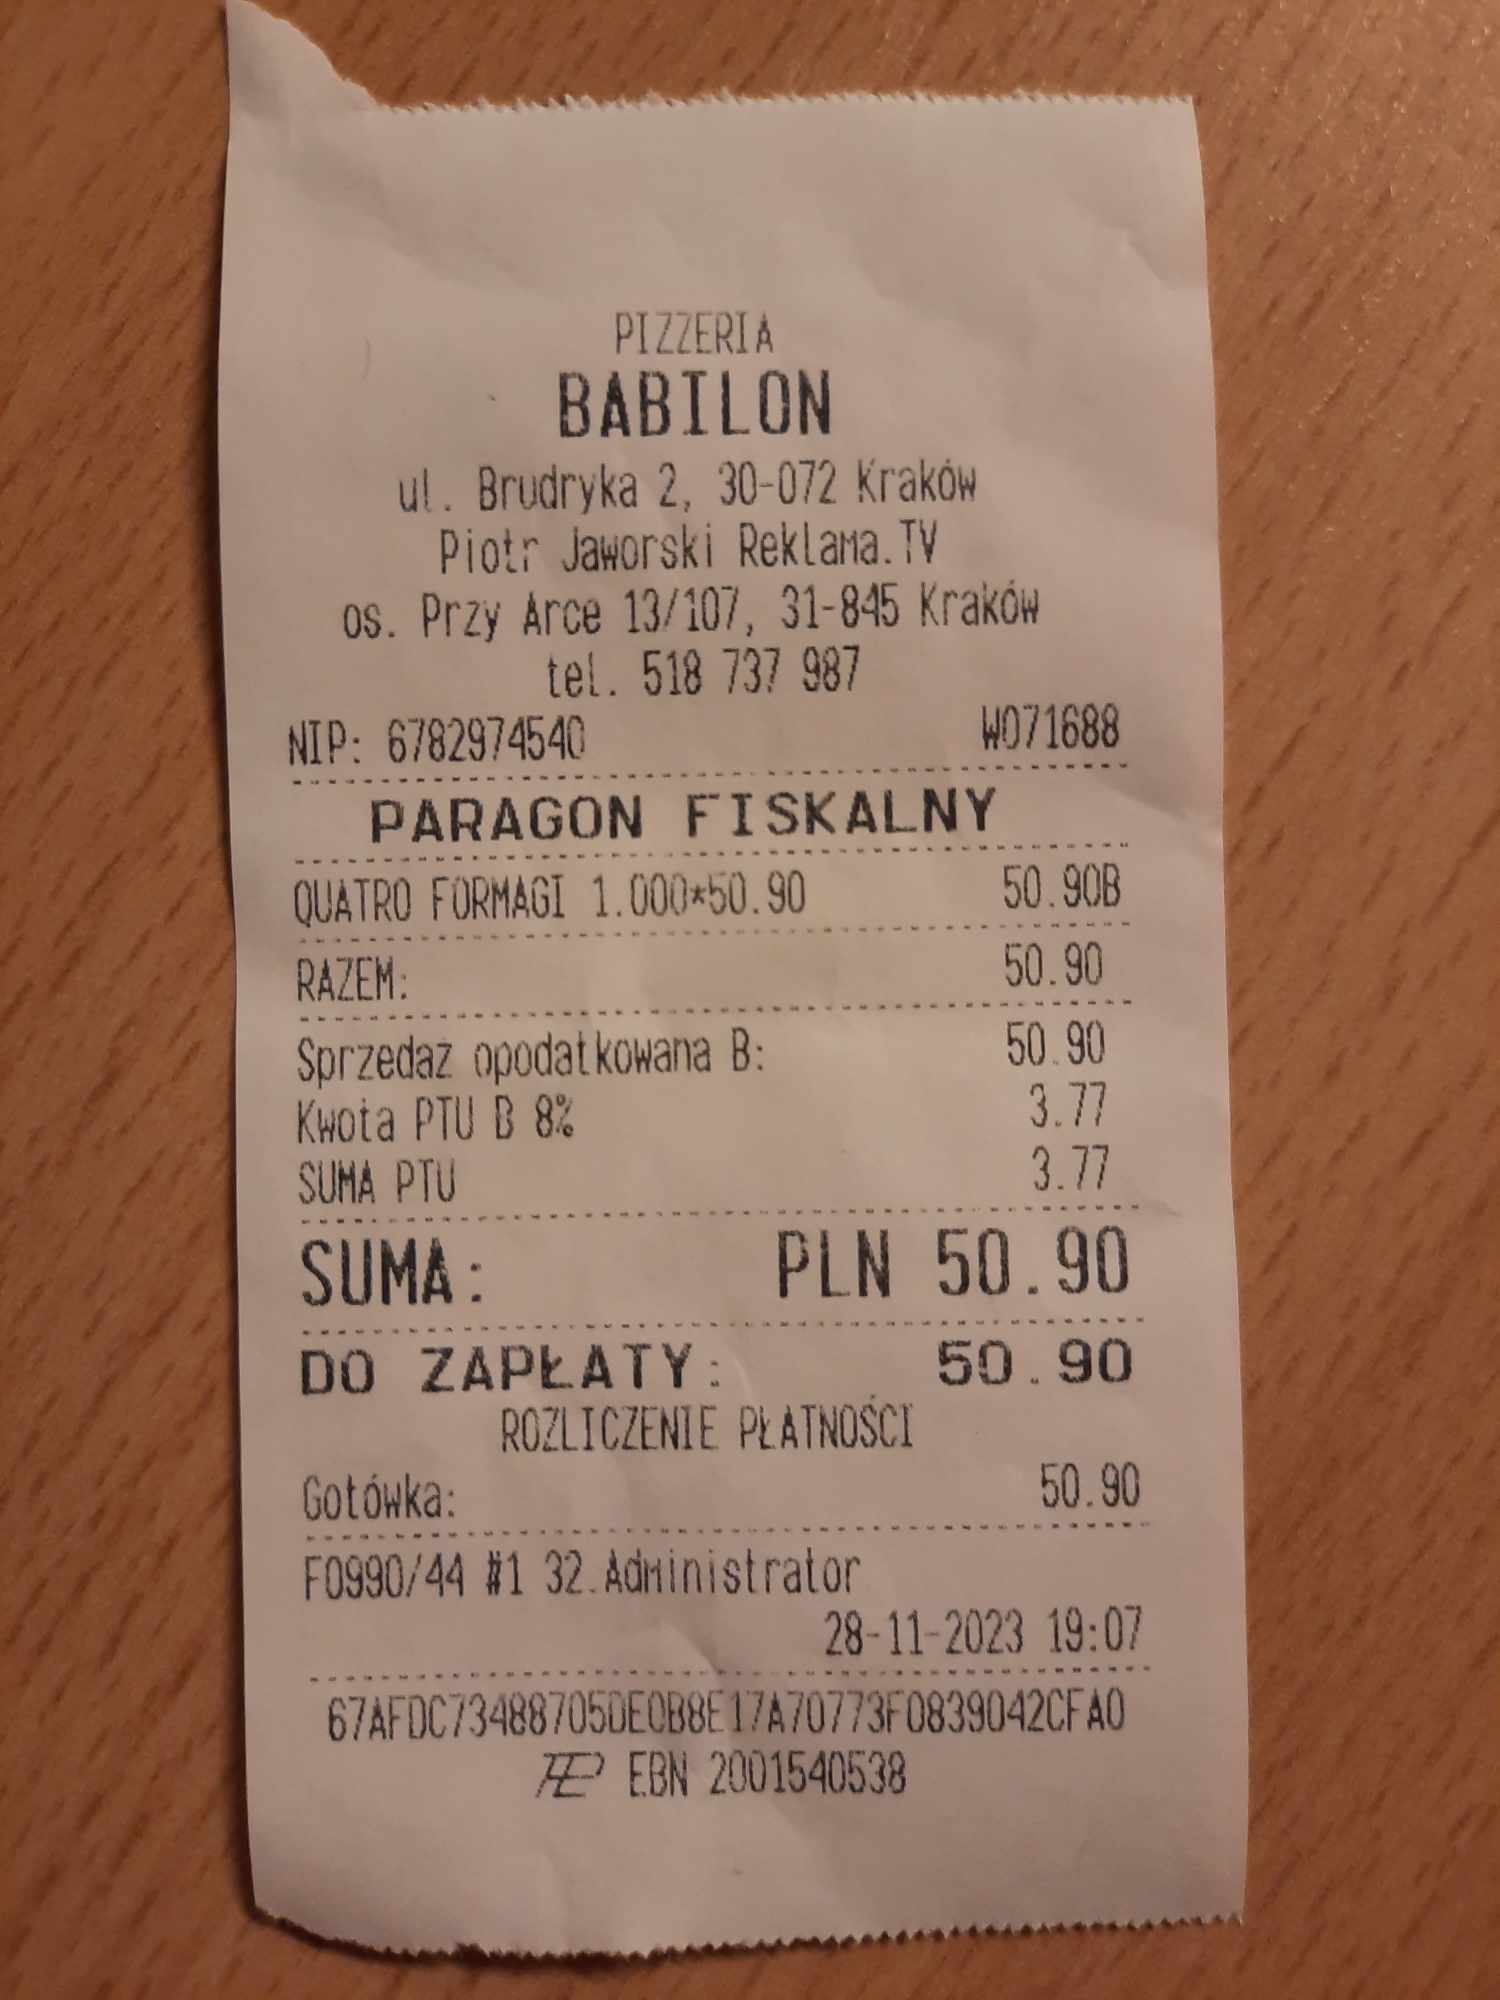 PIZZERIA
BABILON
ul. Brudryka 2, 30-072 Kraków
Piotr Jaworski Reklama.TV
os. Przy Arce 13/107, 31-845 Kraków
tel. 518 737 987
NIP: 6782974540 W071688
PARAGON FISKALNY
QUATRO FORMAGI 1.000*50.90 50.90B
RAZEM: 50.90
Sprzedaż opodatkowana B: 50.90
Kwota PTU B 8% 3.77
SUMA PTU 3.77
SUMA: PLN 50.90
DO ZAPŁATY: 50.90
ROZLICZENIE PŁATNOŚCI
Gotówka: 50.90
F0990/44 #1 32.Administrator
28-11-2023 19:07
67AFDC73488705DE0B8E17A70773F0839042CFA0
EBN 2001540538